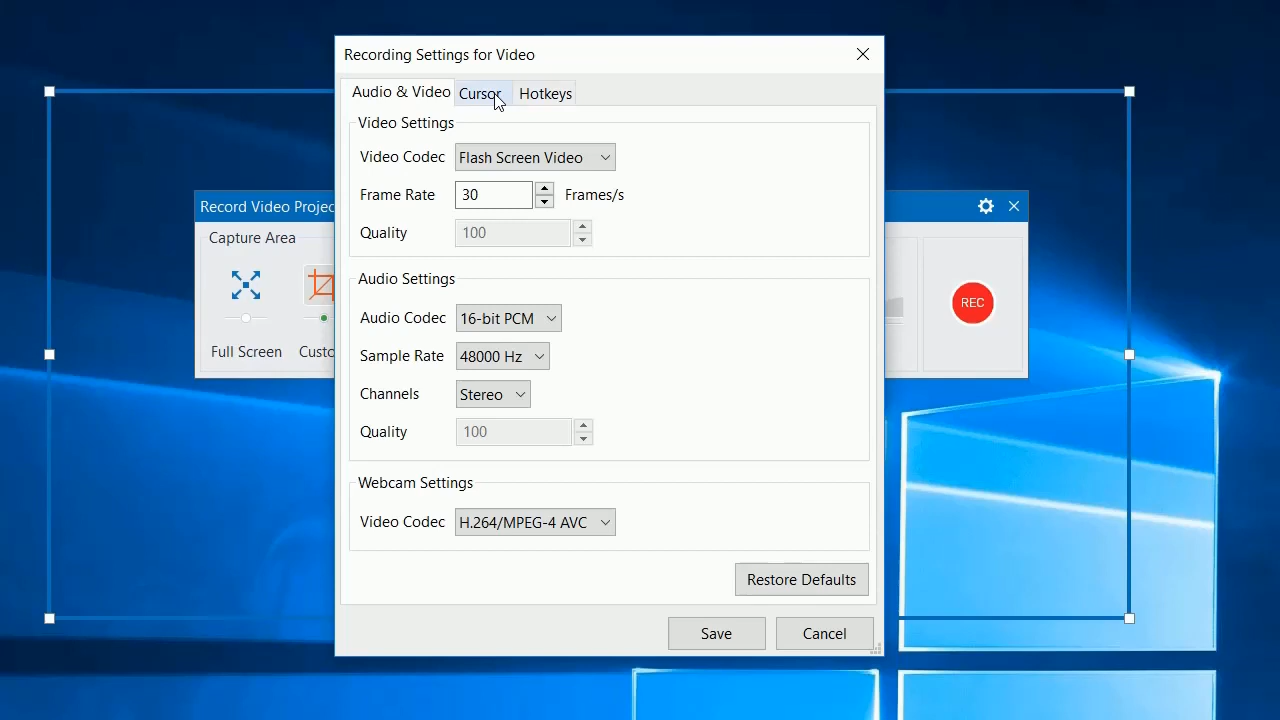 Recording Settings for Video
Audio & Video Cursor Hotkeys
Video Settings
Video Codec Flash Screen Video
Frame Rate 30 Frames/s
Quality 100
Audio Settings
Audio Codec 16-bit PCM
Sample Rate 48000 Hz
Channels Stereo
Quality 100
Webcam Settings
Video Codec H.264/MPEG-4 AVC
Restore Defaults
Save Cancel
Record Video Projec
Capture Area
REC
Full Screen Custo